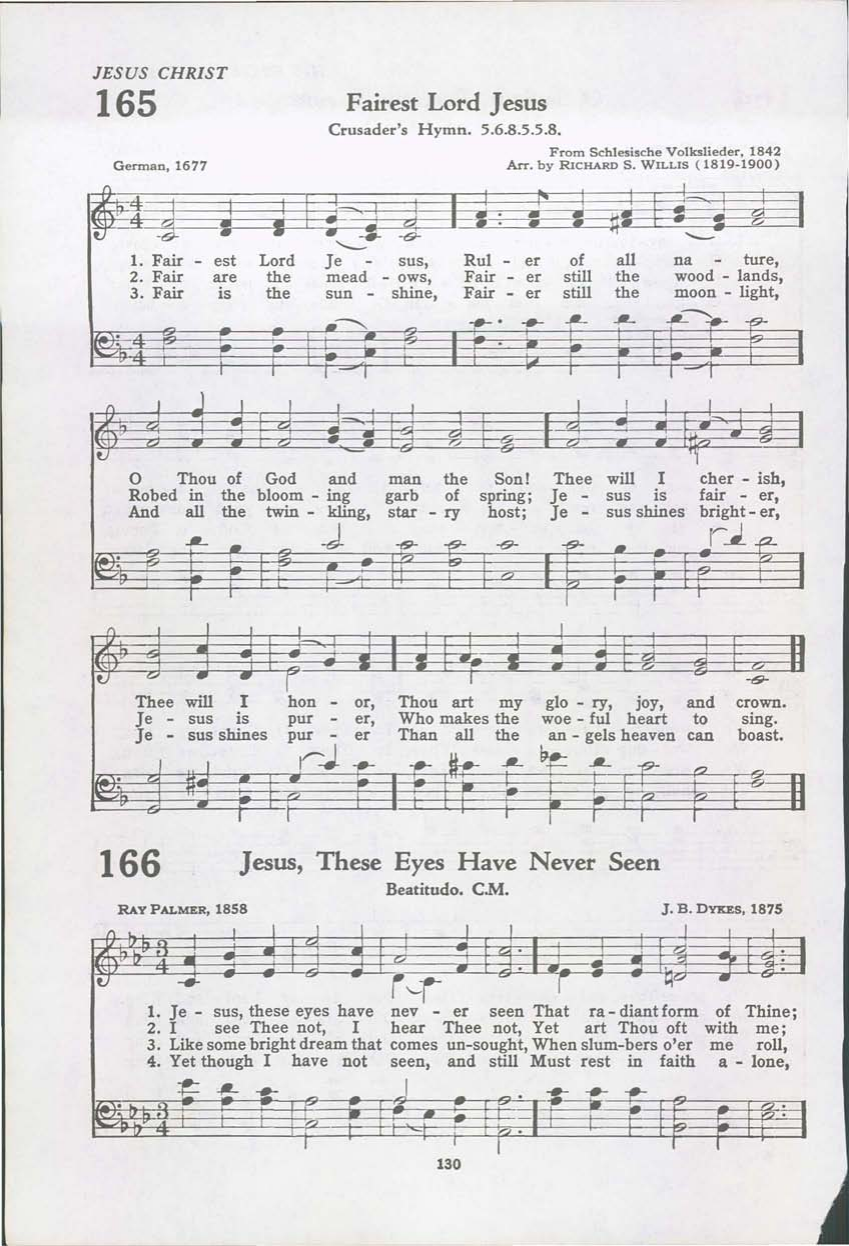 JESUS CHRIST
165 Fairest Lord Jesus
Crusader's Hymn. 5.6.8.5.5.8.
From Schlesische Volkslieder, 1842
German, 1677 Arr. by RICHARD S. WILLIS (1819-1900)
1. Fair - est Lord Je - sus, Rul - er of all na - ture,
2. Fair are the mead - ows, Fair - er still the wood - lands,
3. Fair is the sun - shine, Fair - er still the moon - light,
O Thou of God and man the Son! Thee will I cher - ish,
Robed in the bloom - ing garb of spring; Je - sus is fair - er,
And all the twin - kling, star - ry host; Je - sus shines bright - er,
Thee will I hon - or, Thou art my glo - ry, joy, and crown.
Je - sus is pur - er, Who makes the woe - ful heart to sing.
Je - sus shines pur - er Than all the an - gels heaven can boast.
166 Jesus, These Eyes Have Never Seen
Beatitudo. C.M.
RAY PALMER, 1858 J. B. DYKES, 1875
1. Je - sus, these eyes have nev - er seen That ra - diant form of Thine;
2. I see Thee not, I hear Thee not, Yet art Thou oft with me;
3. Like some bright dream that comes un-sought, When slum-bers o'er me roll,
4. Yet though I have not seen, and still Must rest in faith a - lone,
130